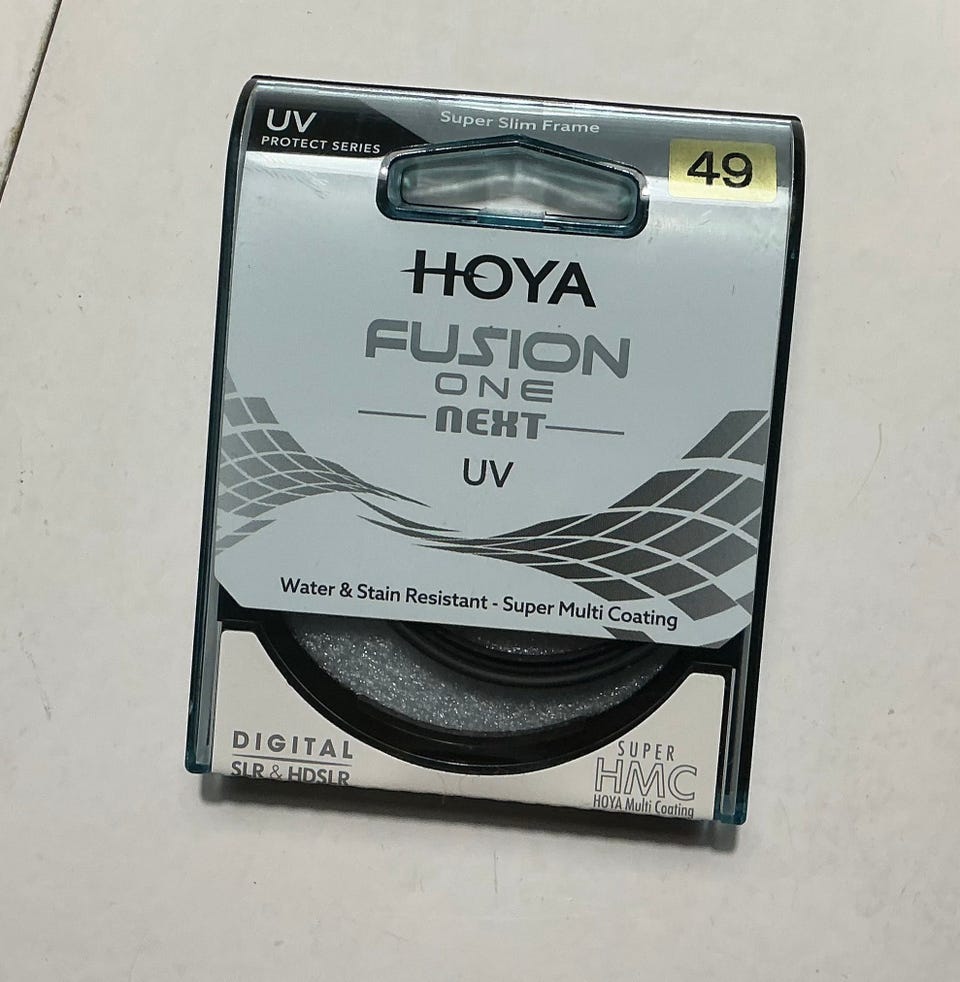 UV
PROTECT SERIES
Super Slim Frame
49
HOYA
FUSION
ONE
NEXT
UV
Water & Stain Resistant - Super Multi Coating
DIGITAL
SLR & HDSLR
SUPER
HMC
HOYA Multi Coating